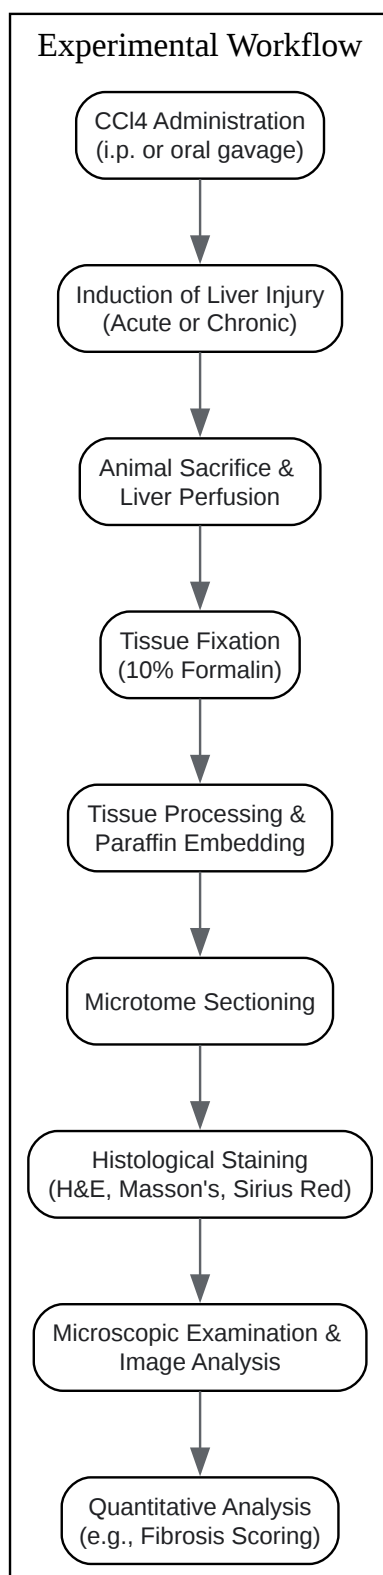 Experimental Workflow
CCl4 Administration
(i.p. or oral gavage)
Induction of Liver Injury
(Acute or Chronic)
Animal Sacrifice &
Liver Perfusion
Tissue Fixation
(10% Formalin)
Tissue Processing &
Paraffin Embedding
Microtome Sectioning
Histological Staining
(H&E, Masson's, Sirius Red)
Microscopic Examination &
Image Analysis
Quantitative Analysis
(e.g., Fibrosis Scoring)